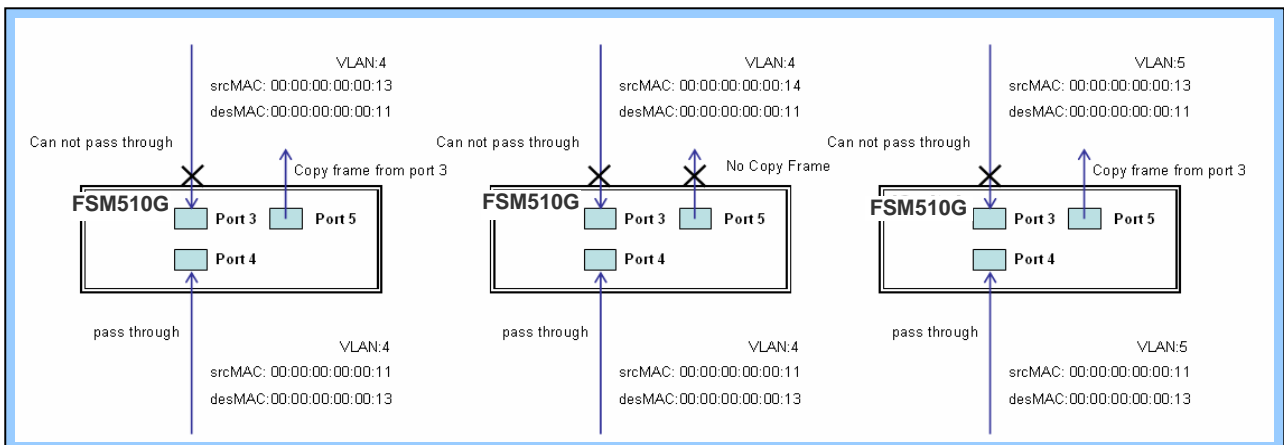 VLAN:4
srcMAC: 00:00:00:00:00:13
desMAC:00:00:00:00:00:11
Can not pass through
Copy frame from port 3
FSM510G
Port 3
Port 5
Port 4
pass through
VLAN:4
srcMAC: 00:00:00:00:00:11
desMAC:00:00:00:00:00:13
VLAN:4
srcMAC: 00:00:00:00:00:14
desMAC:00:00:00:00:00:11
Can not pass through
No Copy Frame
FSM510G
Port 3
Port 5
Port 4
pass through
VLAN:4
srcMAC: 00:00:00:00:00:11
desMAC:00:00:00:00:00:13
VLAN:5
srcMAC: 00:00:00:00:00:13
desMAC:00:00:00:00:00:11
Can not pass through
Copy frame from port 3
FSM510G
Port 3
Port 5
Port 4
pass through
VLAN:5
srcMAC: 00:00:00:00:00:11
desMAC:00:00:00:00:00:13